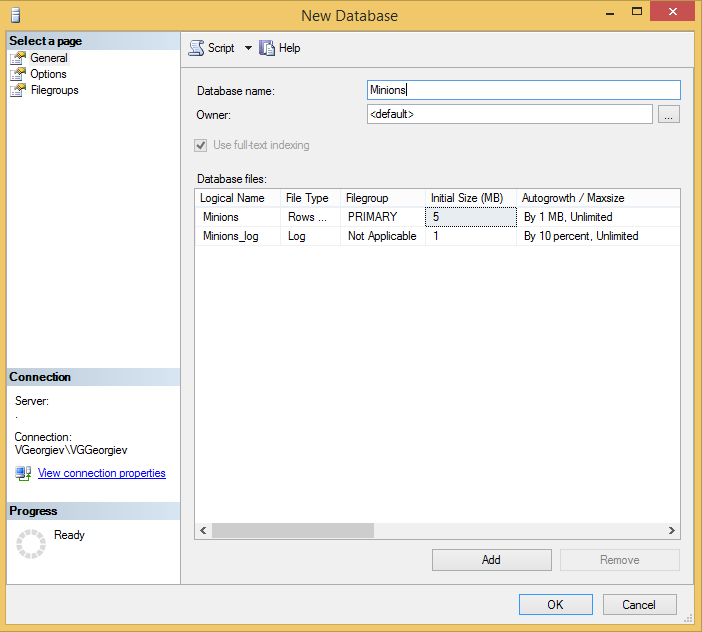 New Database
Select a page
General
Options
Filegroups
Script Help
Database name: Minions
Owner: <default> ...
Use full-text indexing
Database files:
Logical Name File Type Filegroup Initial Size (MB) Autogrowth / Maxsize
Minions Rows ... PRIMARY 5 By 1 MB, Unlimited
Minions_log Log Not Applicable 1 By 10 percent, Unlimited
Connection
Server:
.
Connection:
VGeorgiev\VGGeorgiev
View connection properties
Progress
Ready
Add Remove
OK Cancel